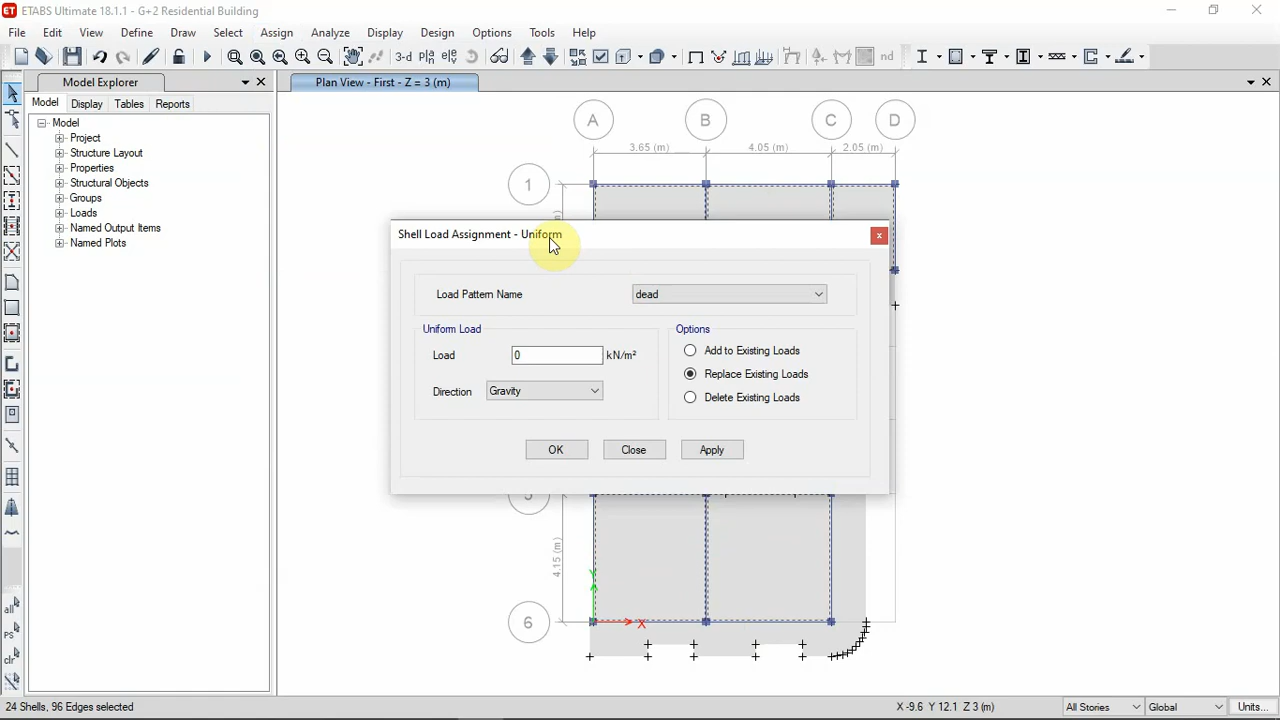 ETABS Ultimate 18.1.1 - G+2 Residential Building
File Edit View Define Draw Select Assign Analyze Display Design Options Tools Help
3-d nd
Model Explorer
Plan View - First - Z = 3 (m)
Model Display Tables Reports
Model
Project
Structure Layout
Properties
Structural Objects
Groups
Loads
Named Output Items
Named Plots
A B C D
3.65 (m) 4.05 (m) 2.05 (m)
1
Shell Load Assignment - Uniform
Load Pattern Name dead
Uniform Load
Load 0 kN/m²
Direction Gravity
Options
Add to Existing Loads
Replace Existing Loads
Delete Existing Loads
OK Close Apply
4.15 (m)
Y
X
6
all
PS
clr
24 Shells, 96 Edges selected
X -9.6 Y 12.1 Z 3 (m)
All Stories Global Units...